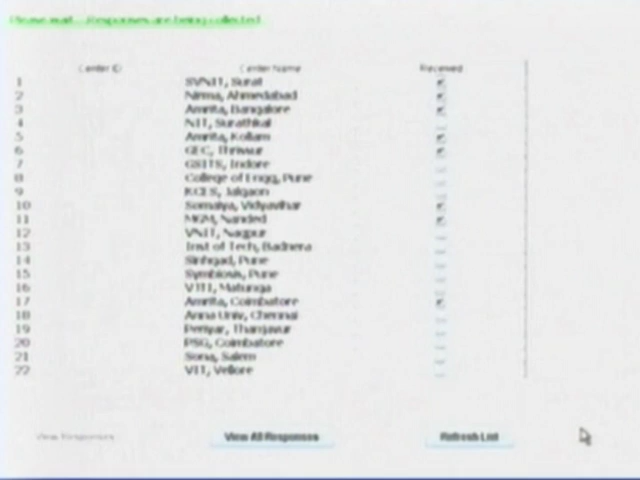 Please wait... Responses are being collected
Center ID Center Name Received
1 SVNIT, Surat
2 Nirma, Ahmedabad
3 Amrita, Bangalore
4 NIT, Surathkal
5 Amrita, Kollam
6 GEC, Thrissur
7 GSITS, Indore
8 College of Engg, Pune
9 KCES, Jalgaon
10 Somaiya, Vidyavihar
11 MGM, Nanded
12 VNIT, Nagpur
13 Inst of Tech, Badnera
14 Sinhgad, Pune
15 Symbiosis, Pune
16 VJTI, Matunga
17 Amrita, Coimbatore
18 Anna Univ, Chennai
19 Periyar, Thanjavur
20 PSG, Coimbatore
21 Sona, Salem
22 VIT, Vellore
View Responses View All Responses Refresh List